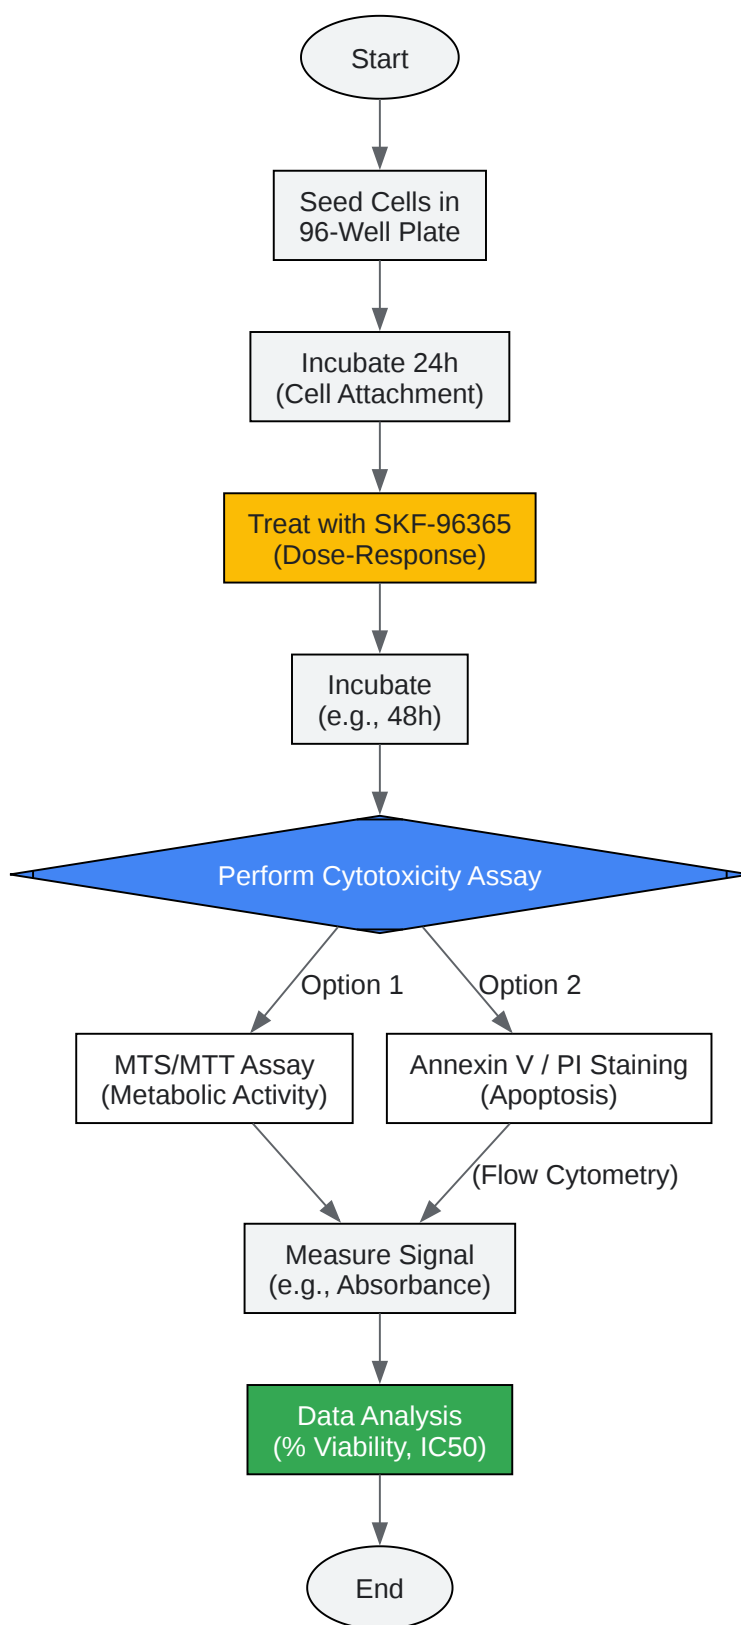 Start
Seed Cells in
96-Well Plate
Incubate 24h
(Cell Attachment)
Treat with SKF-96365
(Dose-Response)
Incubate
(e.g., 48h)
Perform Cytotoxicity Assay
Option 1
Option 2
MTS/MTT Assay
(Metabolic Activity)
Annexin V / PI Staining
(Apoptosis)
(Flow Cytometry)
Measure Signal
(e.g., Absorbance)
Data Analysis
(% Viability, IC50)
End